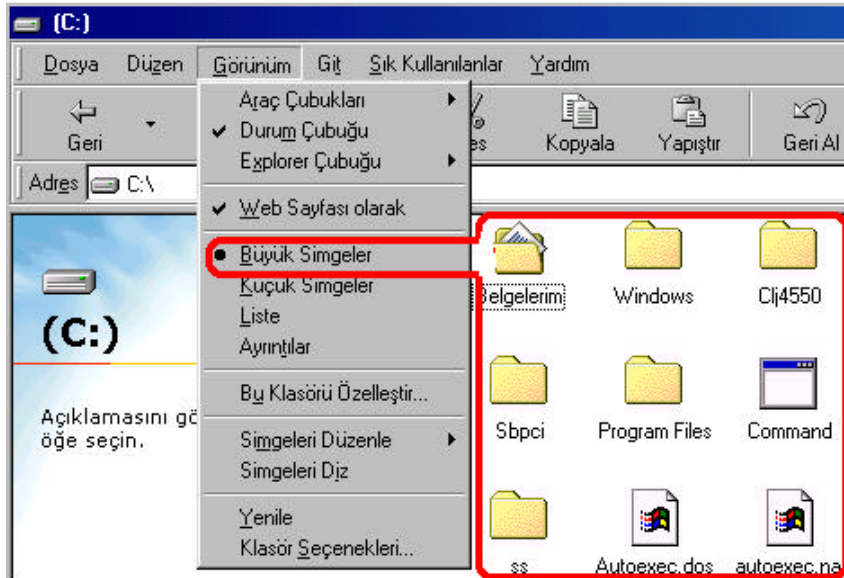 (C:)
Dosya Düzen Görünüm Git Sık Kullanılanlar Yardım
Geri Kopyala Yapıştır Geri Al
Adres C:\
Araç Çubukları
Durum Çubuğu
Explorer Çubuğu
Web Sayfası olarak
Büyük Simgeler
Küçük Simgeler
Liste
Ayrıntılar
Bu Klasörü Özelleştir...
Simgeleri Düzenle
Simgeleri Diz
Yenile
Klasör Seçenekleri...
(C:)
Açıklamasını gö
öğe seçin.
Belgelerim Windows Clj4550
Sbpci Program Files Command
ss Autoexec.dos autoexec.na